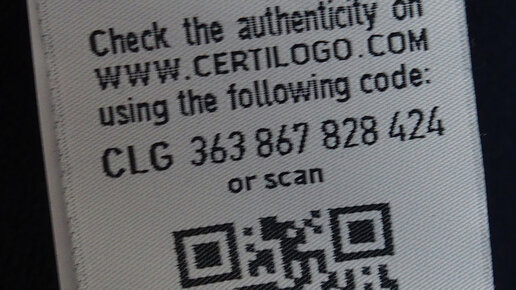 Check the authenticity on
WWW.CERTILOGO.COM
using the following code:
CLG 363 867 828 424
or scan